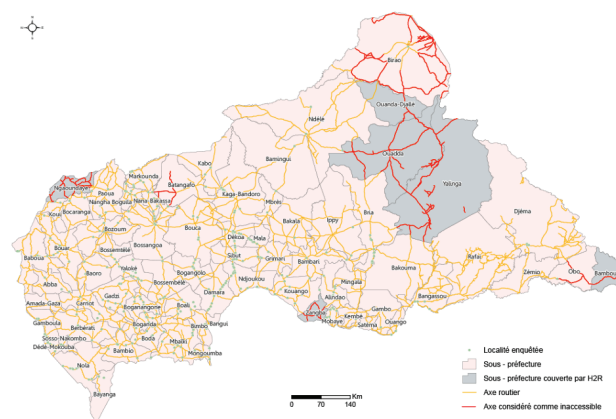 Birao
Ouanda-Djallé
Ndélé
Ouadda
Bamingui
Yalinga
Kabo
Markounda
Ngaoundaye
Paoua
Batangafo
Nangha Boguila
Nana-Bakassa
Kaga-Bandoro
Mbrès
Koui
Bocaranga
Djéma
Ippy
Bria
Bakala
Bouca
Bozoum
Bossangoa
Dékoa
Mala
Bouar
Bossemtélé
Baboua
Sibut
Grimari
Bakouma
Rafaï
Baoro
Yaloké
Bogangolo
Bambari
Zémio
Obo
Bambouti
Abba
Bossembélé
Ndjoukou
Mingala
Damara
Kouango
Alindao
Bangassou
Gadzi
Amada-Gaza
Carnot
Boganangone
Boali
Zangba
Gambo
Kembé
Mobaye
Satema
Ouango
Gamboula
Berbérati
Boganda
Bimbo
Bangui
Sosso-Nakombo
Boda
Mbaïki
Dédé-Mokouba
Bambio
Mongoumba
Nola
Bayanga
Km
0
70
140
Localité enquêtée
Sous - préfecture
Sous - préfecture couverte par H2R
Axe routier
Axe considéré comme inaccessible